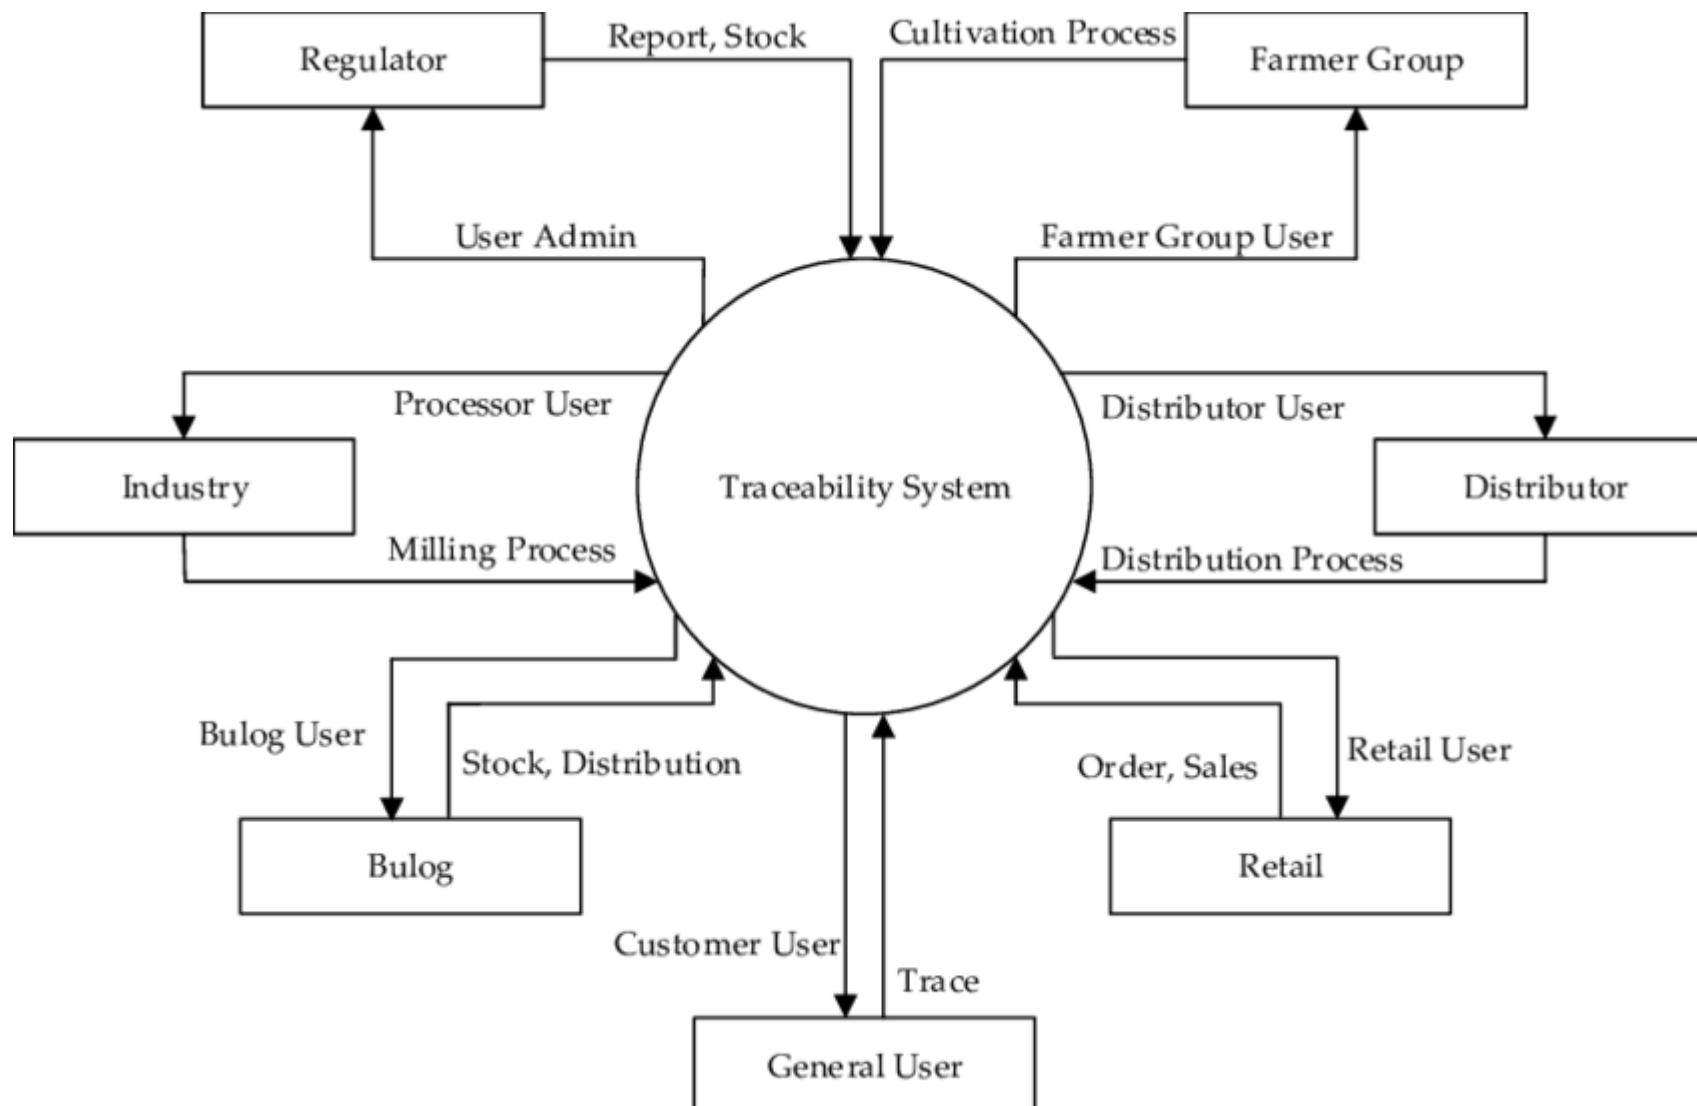 Regulator
Report, Stock
Cultivation Process
Farmer Group
User Admin
Farmer Group User
Processor User
Distributor User
Industry
Traceability System
Distributor
Milling Process
Distribution Process
Bulog User
Stock, Distribution
Order, Sales
Retail User
Bulog
Retail
Customer User
Trace
General User